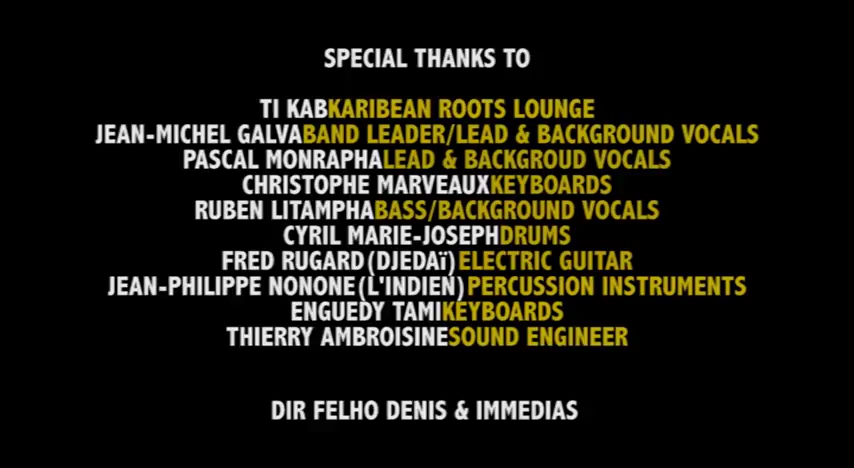 SPECIAL THANKS TO
TI KABKARIBEAN ROOTS LOUNGE
JEAN-MICHEL GALVABAND LEADER/LEAD & BACKGROUND VOCALS
PASCAL MONRAPHALEAD & BACKGROUD VOCALS
CHRISTOPHE MARVEAUXKEYBOARDS
RUBEN LITAMPHABASS/BACKGROUND VOCALS
CYRIL MARIE-JOSEPHDRUMS
FRED RUGARD (DJEDAï) ELECTRIC GUITAR
JEAN-PHILIPPE NONONE (L'INDIEN) PERCUSSION INSTRUMENTS
ENGUEDY TAMIKEYBOARDS
THIERRY AMBROISINESOUND ENGINEER
DIR FELHO DENIS & IMMEDIAS